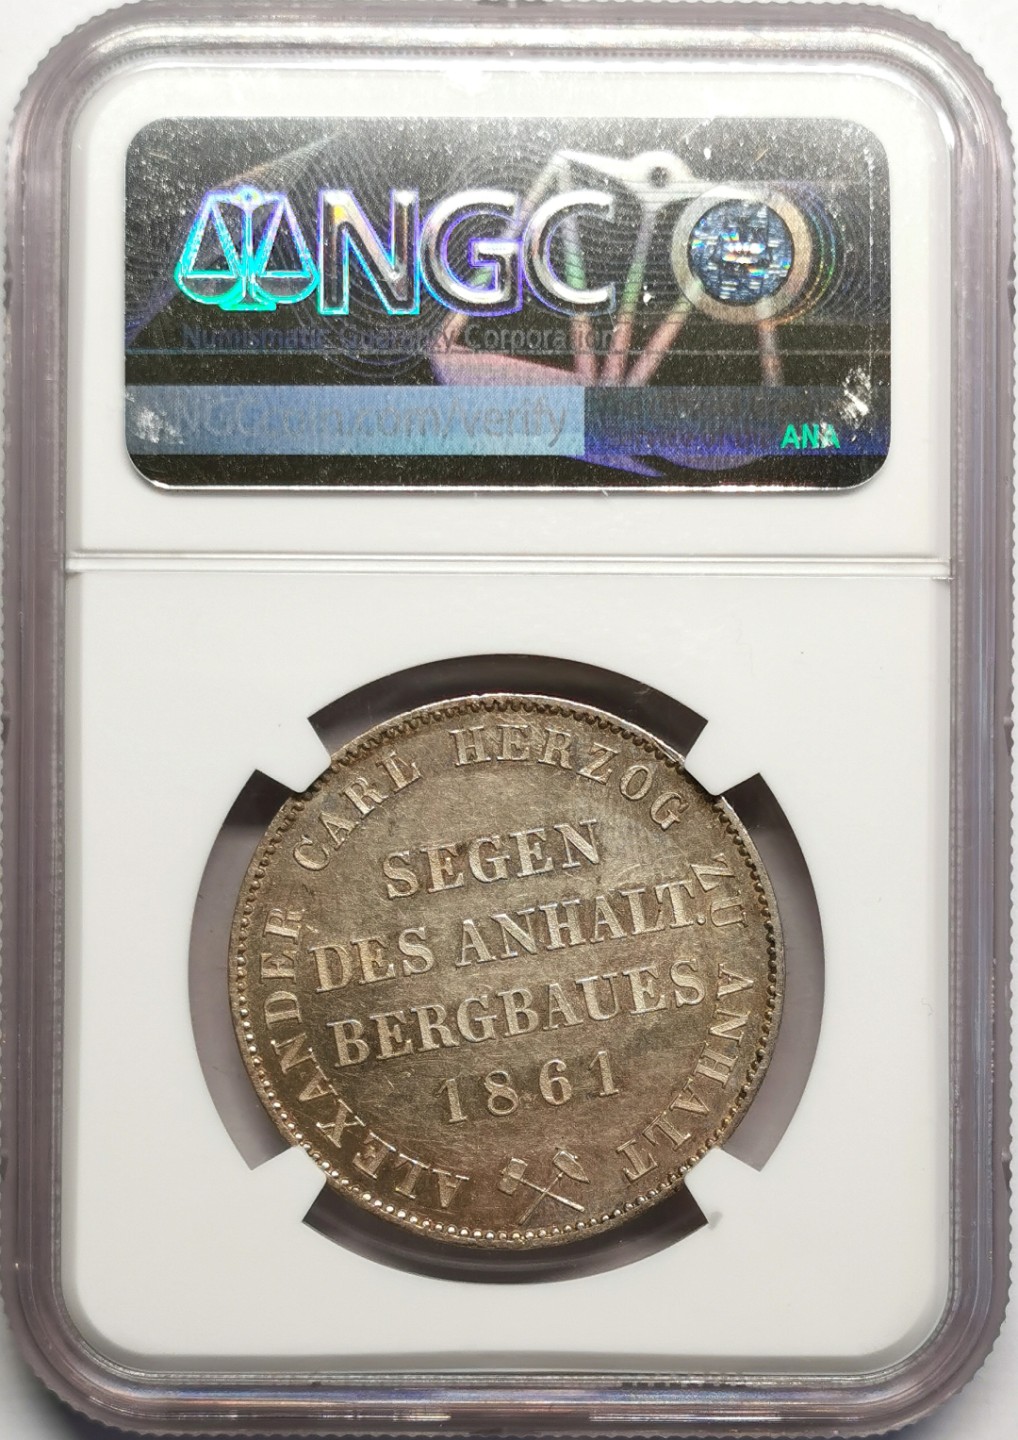 NGC
Numismatic Guaranty Corporation
NGCcoin.com/verify
ANA
ALEXANDER CARL HERZOG ZU ANHALT
SEGEN
DES ANHALT.
BERGBAUES
1861